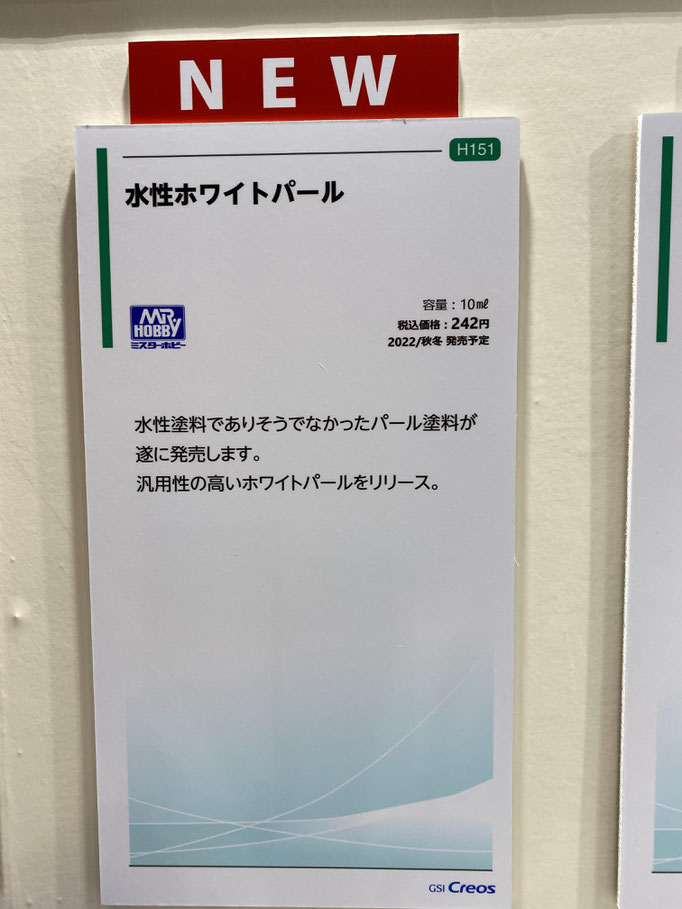 NEW
H151
水性ホワイトパール
MR.HOBBY
ミスターホビー
容量：10㎖
税込価格：242円
2022/秋冬 発売予定
水性塗料でありそうでなかったパール塗料が
遂に発売します。
汎用性の高いホワイトパールをリリース。
GSI Creos